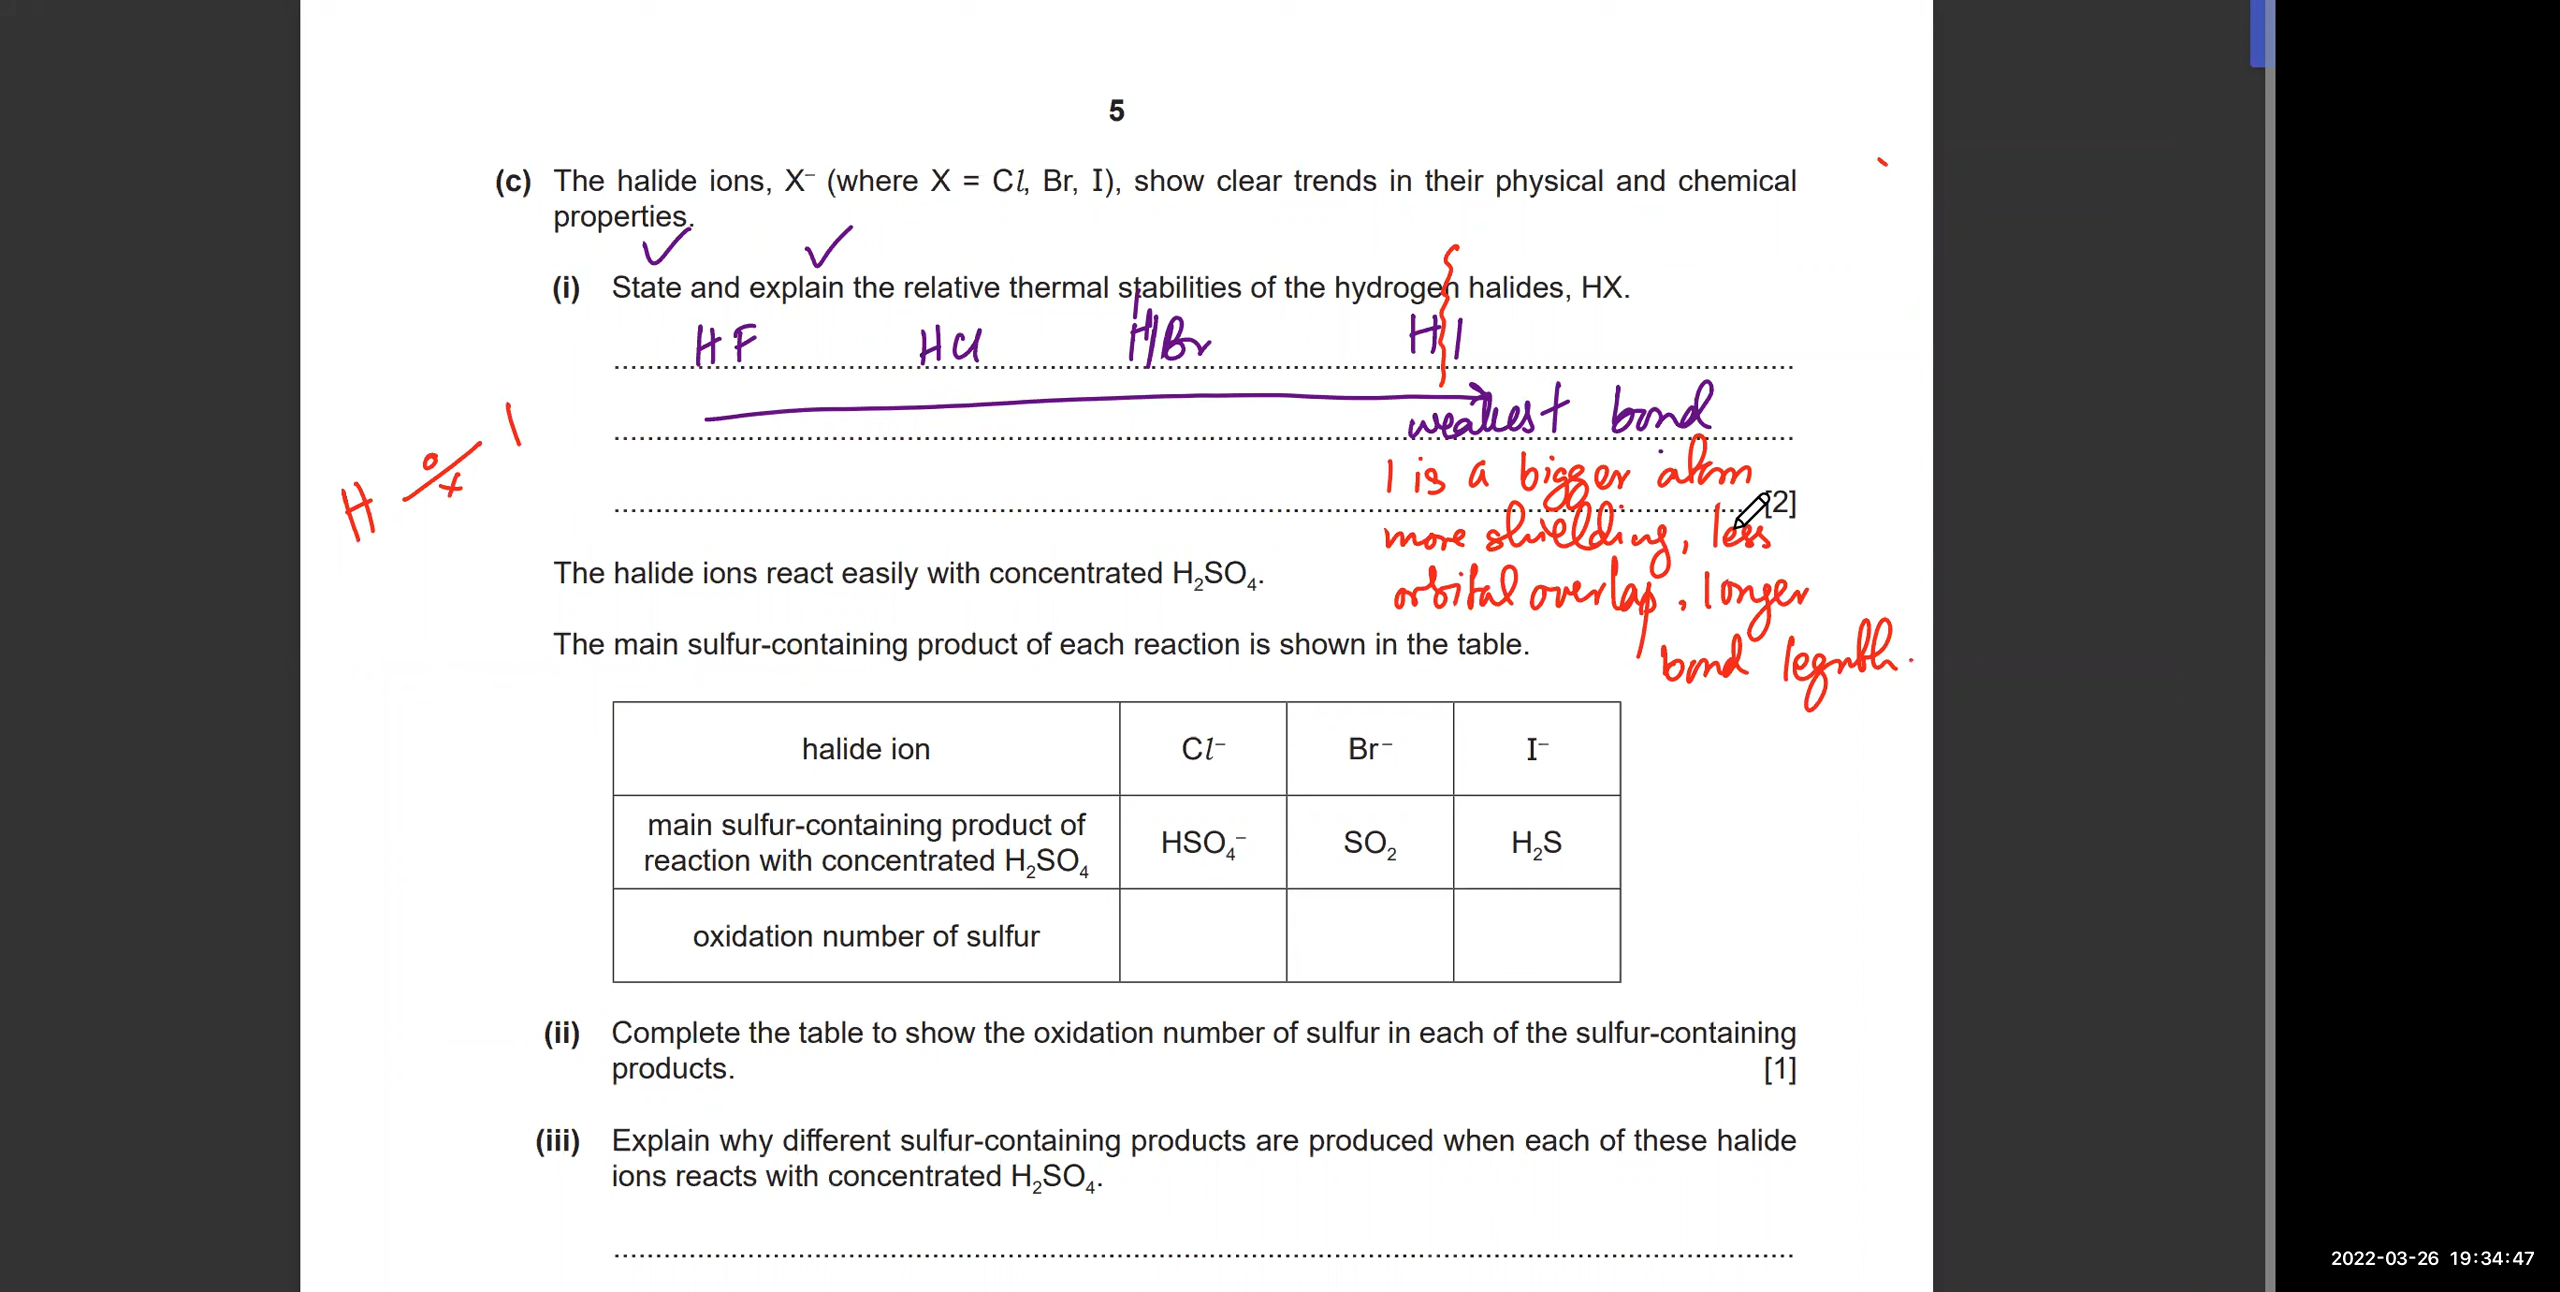 5
(c) The halide ions, X⁻ (where X = Cl, Br, I), show clear trends in their physical and chemical
properties.
(i) State and explain the relative thermal stabilities of the hydrogen halides, HX.
HF HCl HBr HI
weakest bond
H o x I
I is a bigger atom
[2]
more shielding, less
orbital overlap, longer
bond legnth.
The halide ions react easily with concentrated H₂SO₄.
The main sulfur-containing product of each reaction is shown in the table.
halide ion Cl⁻ Br⁻ I⁻
main sulfur-containing product of
reaction with concentrated H₂SO₄ HSO₄⁻ SO₂ H₂S
oxidation number of sulfur
(ii) Complete the table to show the oxidation number of sulfur in each of the sulfur-containing
products. [1]
(iii) Explain why different sulfur-containing products are produced when each of these halide
ions reacts with concentrated H₂SO₄.
2022-03-26 19:34:47